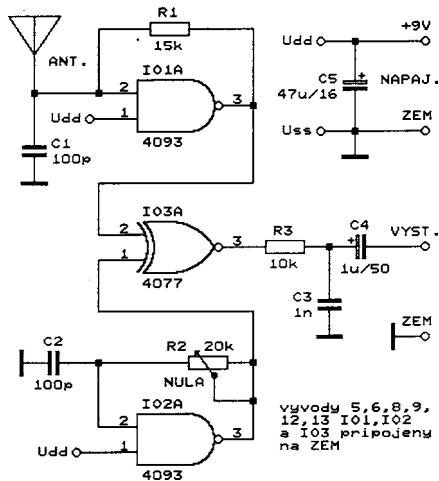 R1
15k
ANT.
IO1A
2
1
3
Udd
4093
C1
100p
Udd
+9V
C5
+
47u/16
NAPAJ.
Uss
ZEM
IO3A
2
1
3
4077
R3
10k
C4
+
1u/50
VYST.
C3
1n
ZEM
C2
100p
R2
20k
NULA
2
1
3
Udd
IO2A
4093
vyvody 5,6,8,9,
12,13 IO1,IO2
a IO3 pripojeny
na ZEM